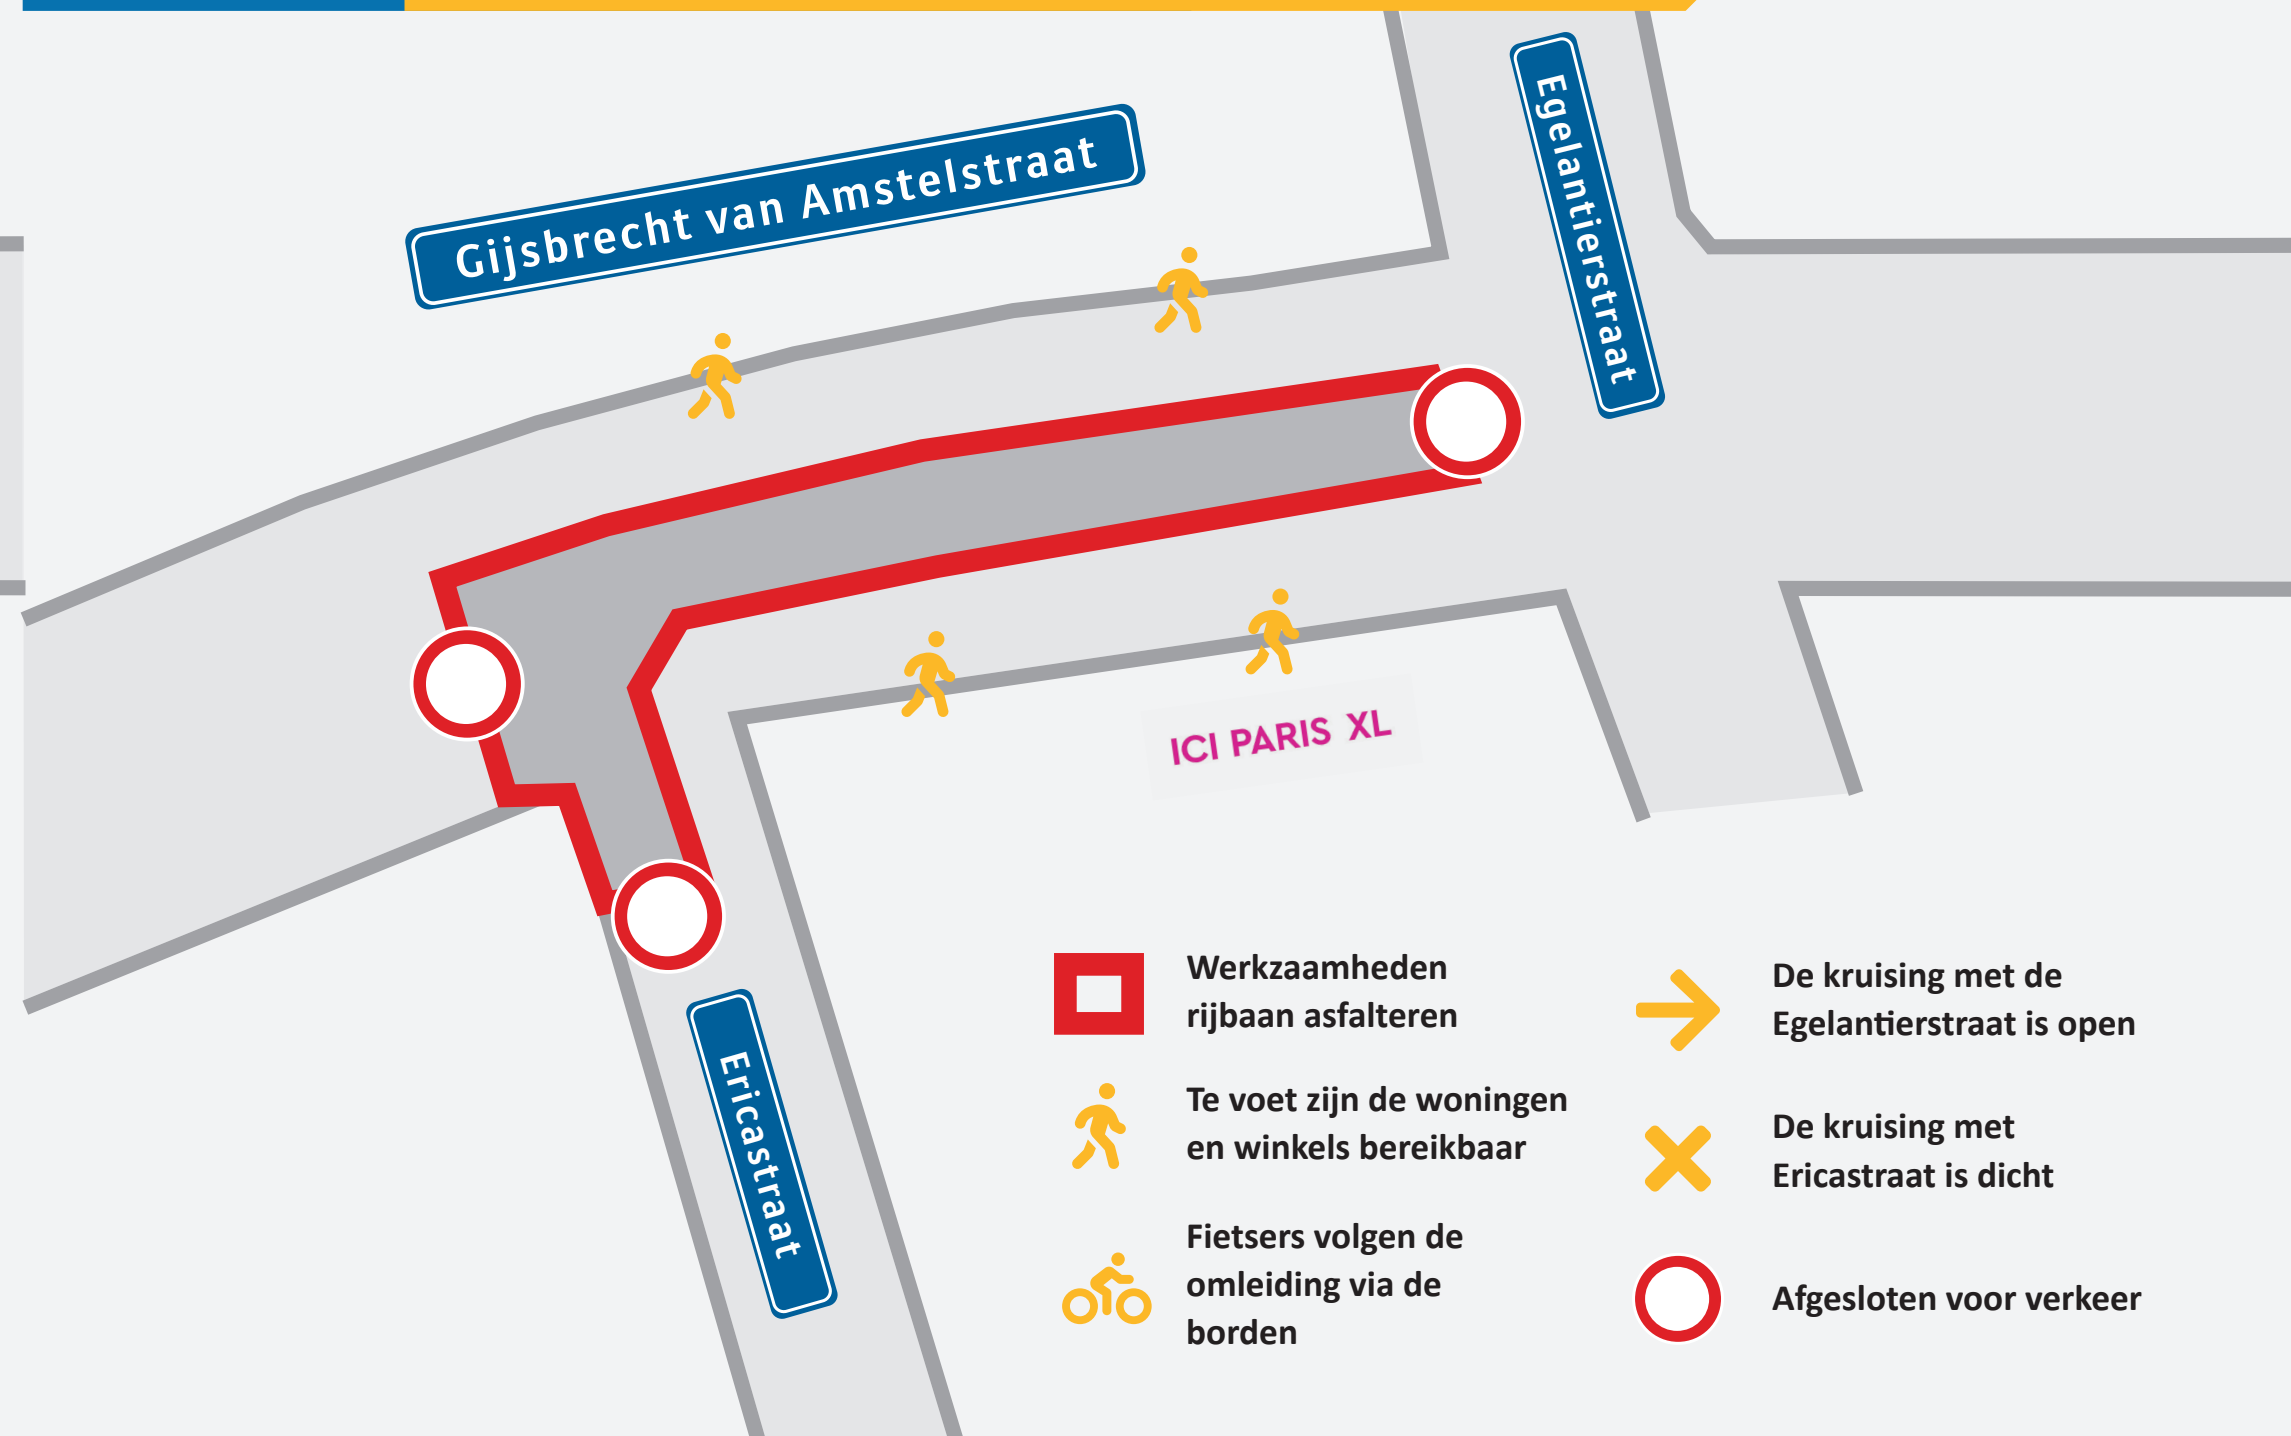 Gijsbrecht van Amstelstraat
Egelantierstraat
ICI PARIS XL
Ericastraat
Werkzaamheden
rijbaan asfalteren
Te voet zijn de woningen
en winkels bereikbaar
Fietsers volgen de
omleiding via de
borden
De kruising met de
Egelantierstraat is open
De kruising met
Ericastraat is dicht
Afgesloten voor verkeer